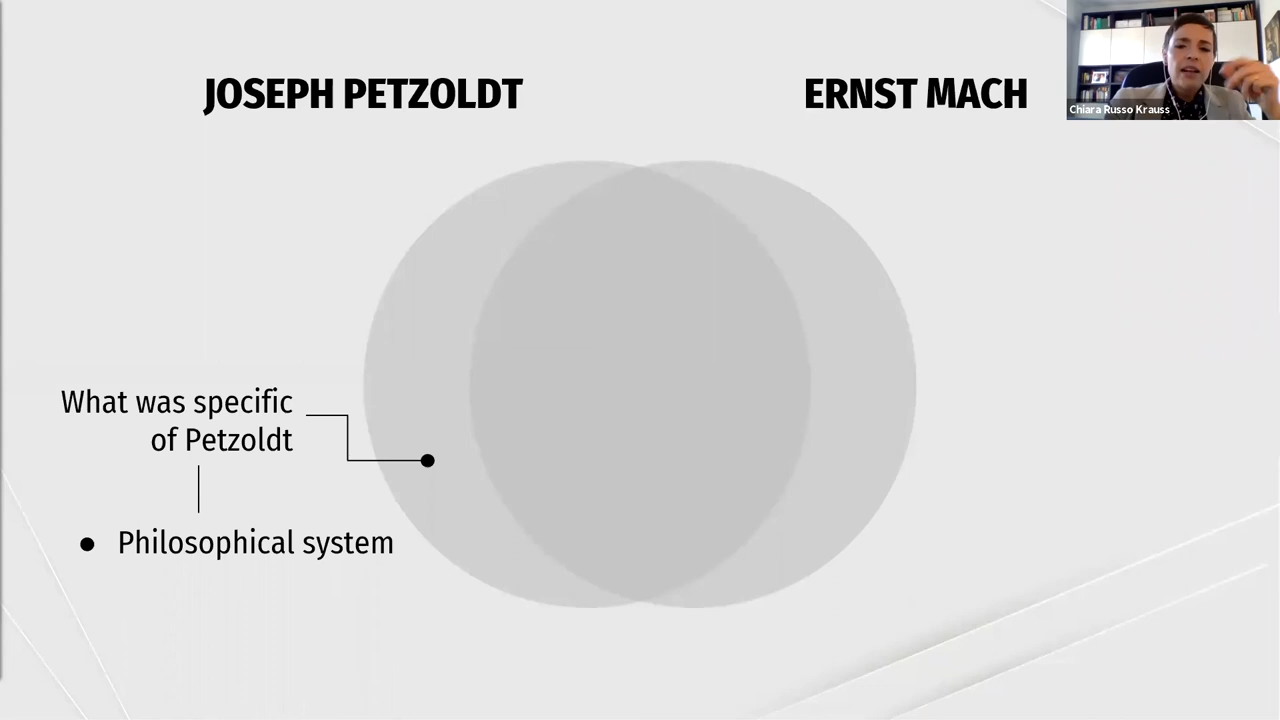 JOSEPH PETZOLDT
ERNST MACH
Chiara Russo Krauss
What was specific
of Petzoldt
● Philosophical system